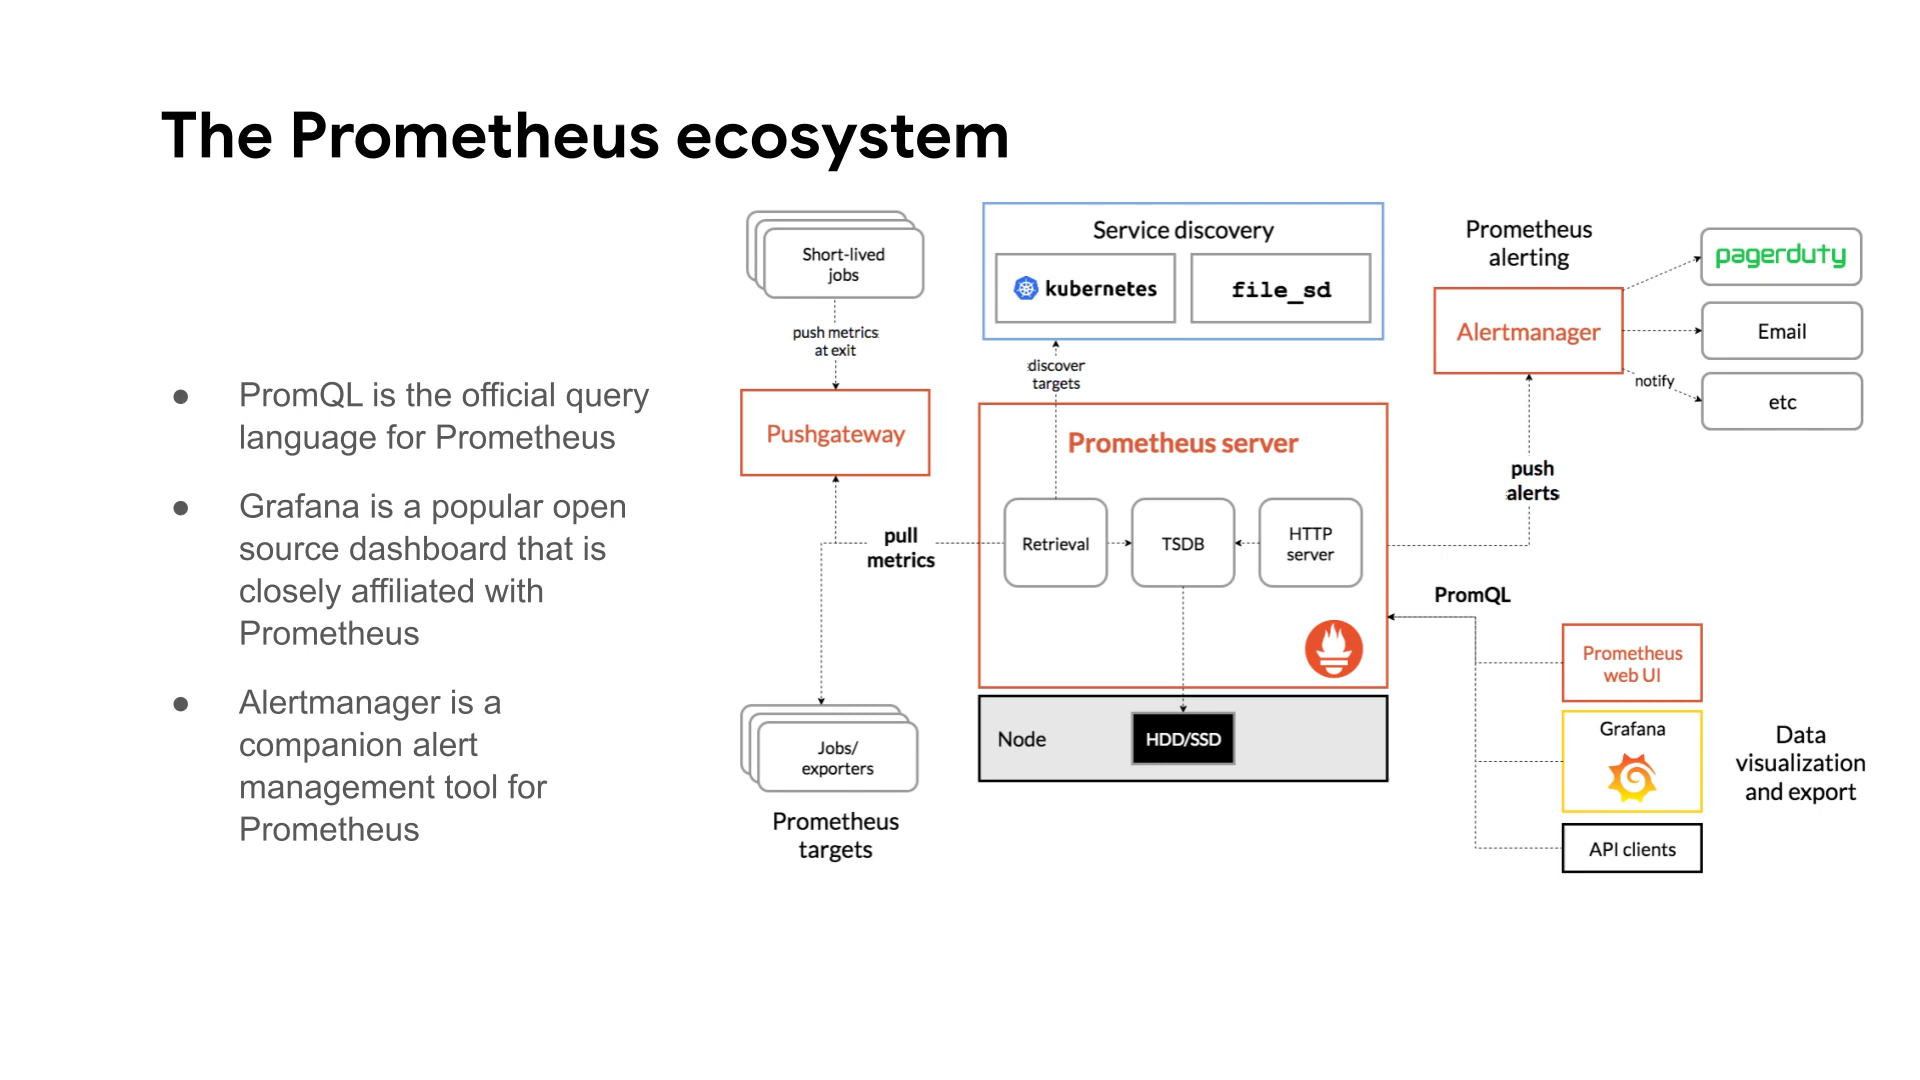 The Prometheus ecosystem
● PromQL is the official query
language for Prometheus
● Grafana is a popular open
source dashboard that is
closely affiliated with
Prometheus
● Alertmanager is a
companion alert
management tool for
Prometheus
Short-lived
jobs
push metrics
at exit
Pushgateway
pull
metrics
Jobs/
exporters
Prometheus
targets
Service discovery
kubernetes
file_sd
discover
targets
Prometheus server
Retrieval
TSDB
HTTP
server
Node
HDD/SSD
Prometheus
alerting
Alertmanager
pagerduty
Email
notify
etc
push
alerts
PromQL
Prometheus
web UI
Grafana
API clients
Data
visualization
and export